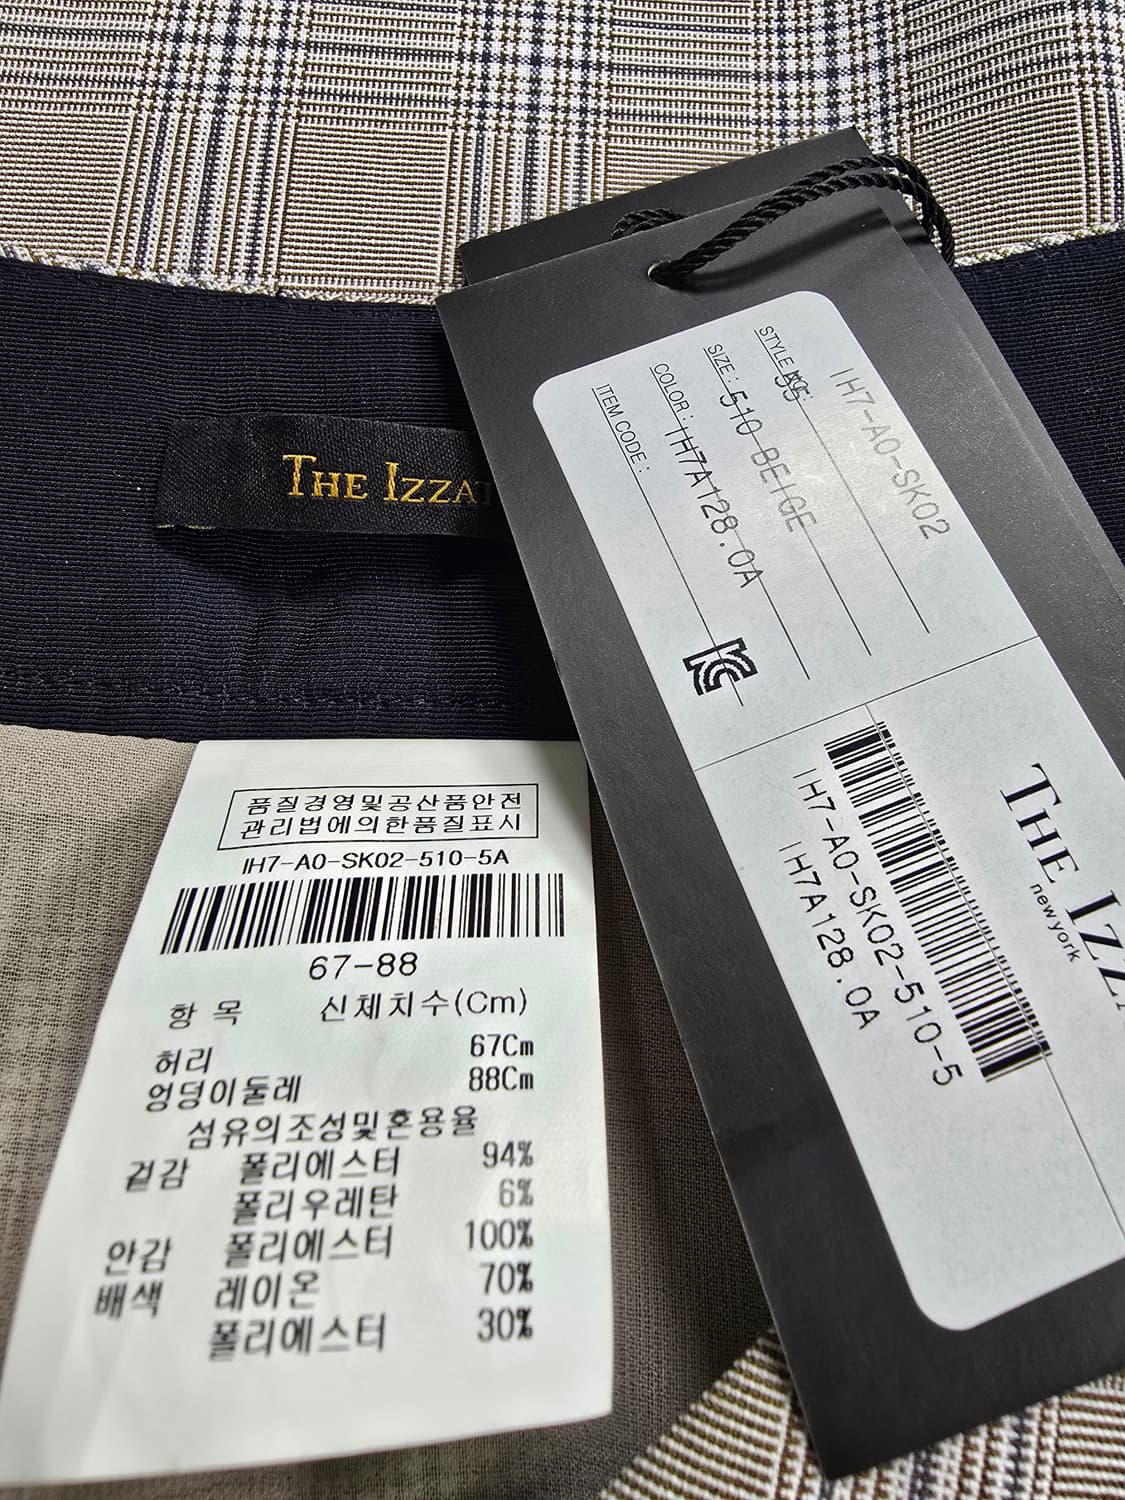 THE IZZAT
품질경영및공산품안전
관리법에의한품질표시
IH7-A0-SK02-510-5A
67-88
항 목 신체치수(Cm)
허리 67Cm
엉덩이둘레 88Cm
섬유의조성및혼용율
겉감 폴리에스터 94%
폴리우레탄 6%
안감 폴리에스터 100%
배색 레이온 70%
폴리에스터 30%
IH7-A0-SK02
STYLE NO: 55
SIZE: 510 BEIGE
COLOR: IH7A128.0A
ITEM CODE:
THE IZZ
newyork
IH7-A0-SK02-510-5
IH7A128.0A